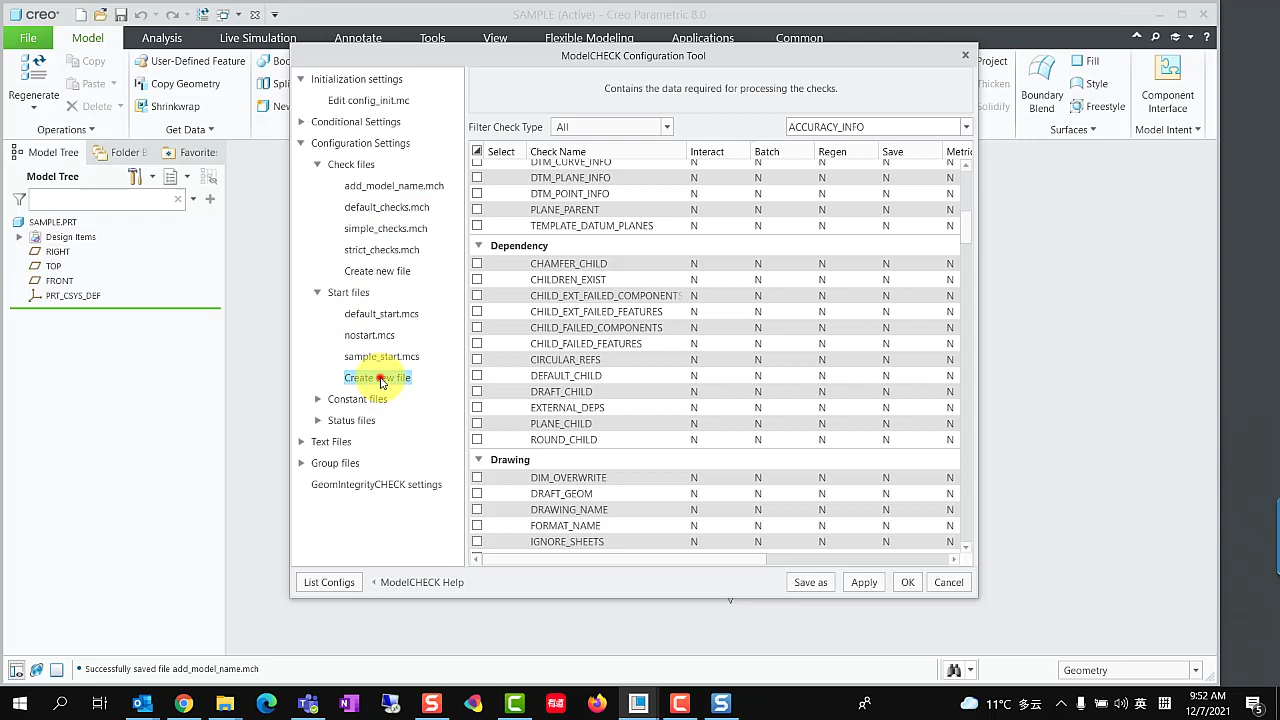 creo
SAMPLE (Active) - Creo Parametric 8.0
File
Model
Analysis
Live Simulation
Annotate
Tools
View
Flexible Modeling
Applications
Common
Regenerate
Copy
Paste
Delete
Operations
User-Defined Feature
Copy Geometry
Shrinkwrap
Get Data
Project
Boundary
Blend
Fill
Style
Freestyle
Surfaces
Component
Interface
Model Intent
Model Tree
Folder B
Favorite:
Model Tree
SAMPLE.PRT
Design Items
RIGHT
TOP
FRONT
PRT_CSYS_DEF
ModelCHECK Configuration Tool
Initialization settings
Edit config_init.mc
Conditional Settings
Configuration Settings
Check files
add_model_name.mch
default_checks.mch
simple_checks.mch
strict_checks.mch
Create new file
Start files
default_start.mcs
nostart.mcs
sample_start.mcs
Create new file
Constant files
Status files
Text Files
Group files
GeomIntegrityCHECK settings
Contains the data required for processing the checks.
Filter Check Type All ACCURACY_INFO
Select Check Name Interact Batch Regen Save Metric
DTM_CURVE_INFO
DTM_PLANE_INFO N N N N N
DTM_POINT_INFO N N N N N
PLANE_PARENT N N N N N
TEMPLATE_DATUM_PLANES N N N N N
Dependency
CHAMFER_CHILD N N N N N
CHILDREN_EXIST N N N N N
CHILD_EXT_FAILED_COMPONENTS N N N N N
CHILD_EXT_FAILED_FEATURES N N N N N
CHILD_FAILED_COMPONENTS N N N N N
CHILD_FAILED_FEATURES N N N N N
CIRCULAR_REFS N N N N N
DEFAULT_CHILD N N N N N
DRAFT_CHILD N N N N N
EXTERNAL_DEPS N N N N N
PLANE_CHILD N N N N N
ROUND_CHILD N N N N N
Drawing
DIM_OVERWRITE N N N N N
DRAFT_GEOM N N N N N
DRAWING_NAME N N N N N
FORMAT_NAME N N N N N
IGNORE_SHEETS N N N N N
List Configs
ModelCHECK Help
Save as
Apply
OK
Cancel
Successfully saved file add_model_name.mch
Geometry
11°C 多云
英
拼
9:52 AM
12/7/2021
5